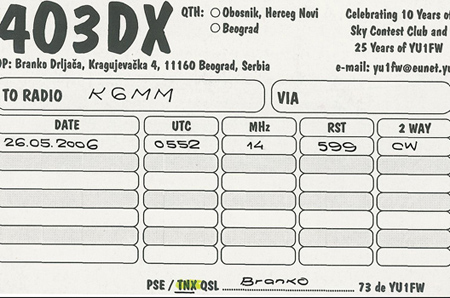 403DX
QTH: Obosnik, Herceg Novi
Beograd
Celebrating 10 Years of
Sky Contest Club and
25 Years of YU1FW
OP: Branko Drljača, Kragujevačka 4, 11160 Beograd, Serbia
e-mail: yu1fw@eunet.yu
TO RADIO K6MM
VIA
DATE UTC MHz RST 2 WAY
26.05.2006 0552 14 599 CW
PSE / TNX QSL Branko 73 de YU1FW